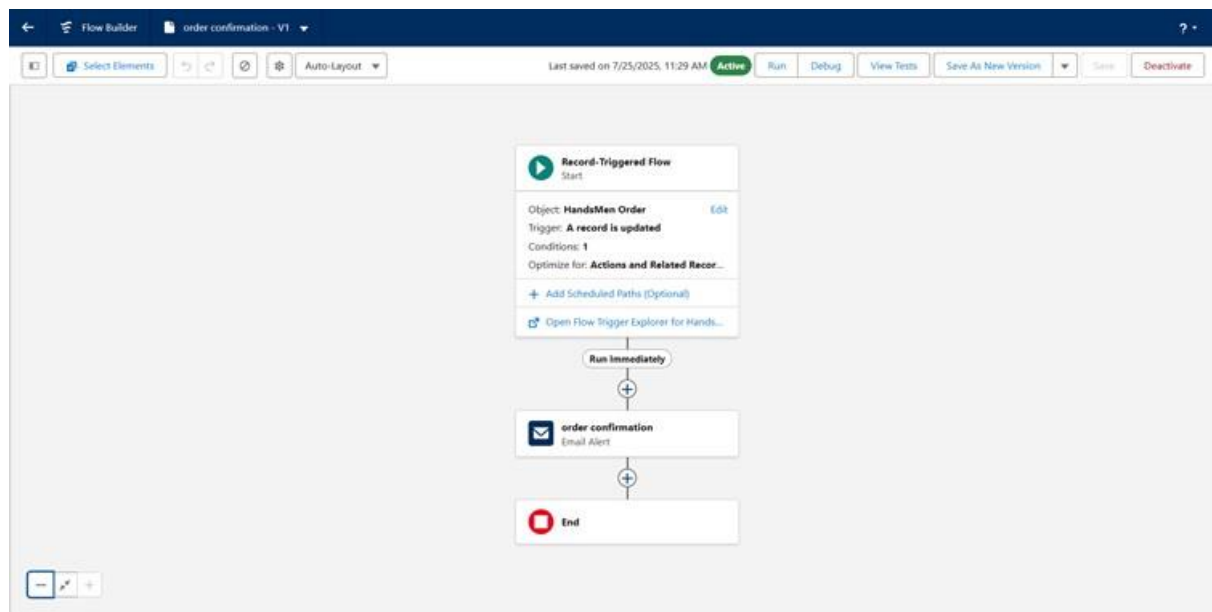 Flow Builder
order confirmation - V1
?
Select Elements
Auto-Layout
Last saved on 7/25/2025, 11:29 AM
Active
Run
Debug
View Tests
Save As New Version
Save
Deactivate
Record-Triggered Flow
Start
Object: HandsMen Order
Edit
Trigger: A record is updated
Conditions: 1
Optimize for: Actions and Related Recor...
+ Add Scheduled Paths (Optional)
Open Flow Trigger Explorer for Hands...
Run Immediately
order confirmation
Email Alert
End